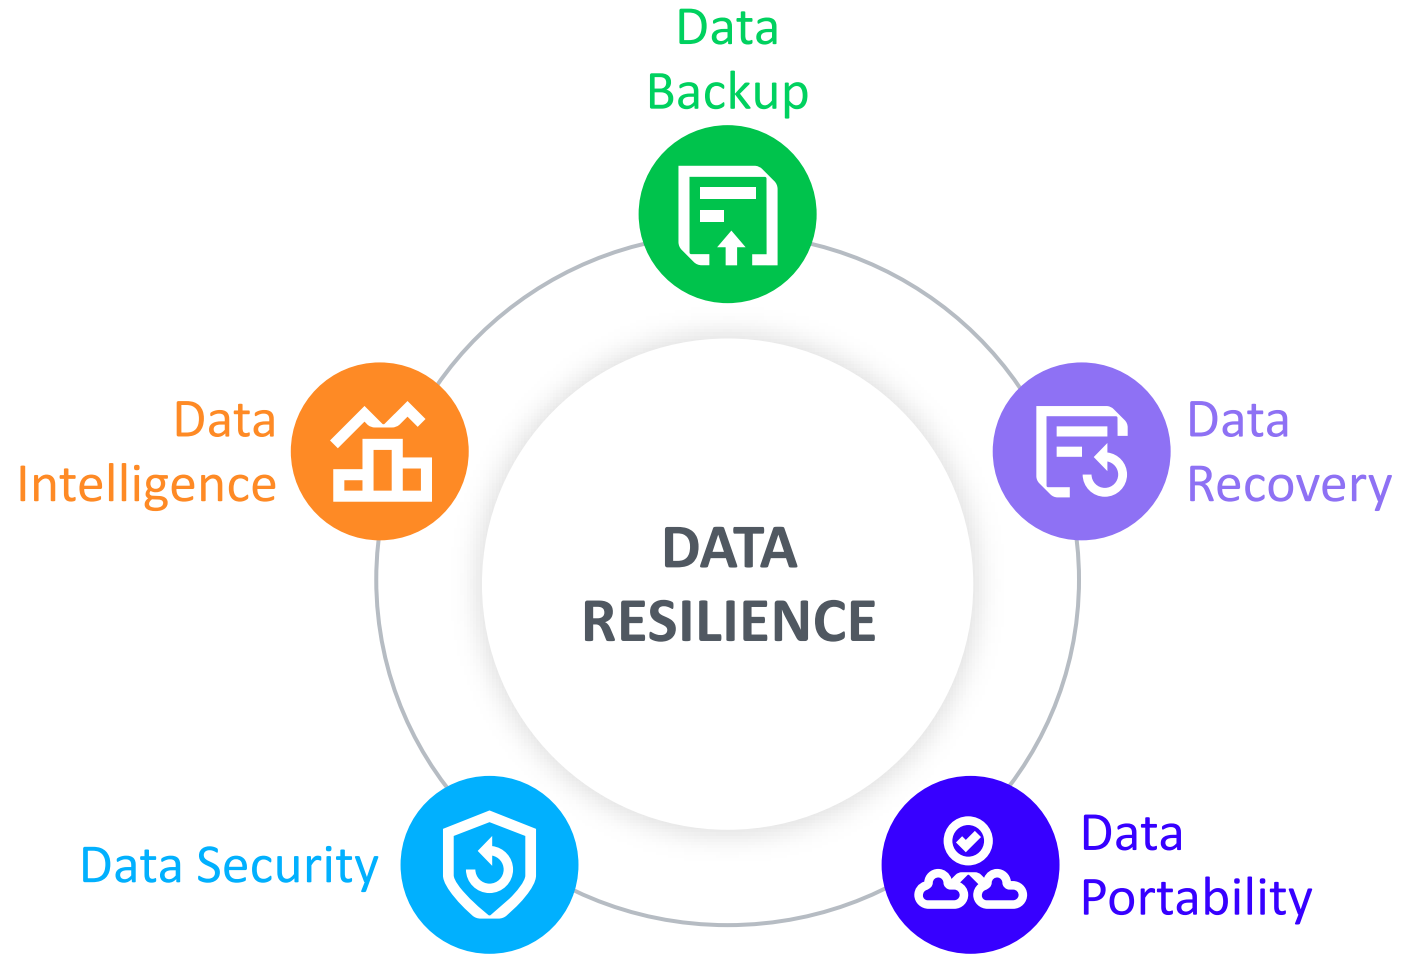 Data
Backup
Data
Intelligence
Data
Recovery
DATA
RESILIENCE
Data Security
Data
Portability